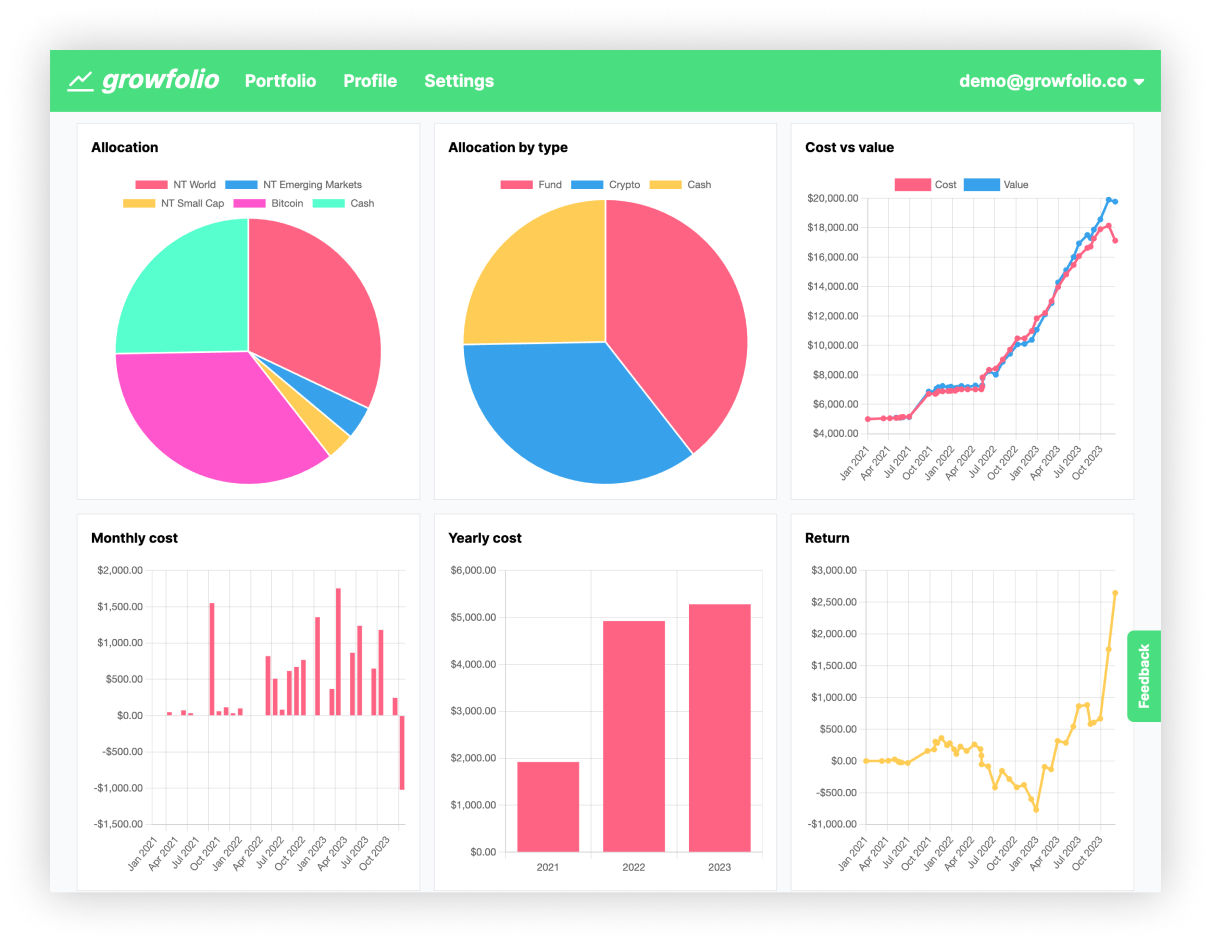 growfolio Portfolio Profile Settings demo@growfolio.co
Allocation
NT World NT Emerging Markets
NT Small Cap Bitcoin Cash
Allocation by type
Fund Crypto Cash
Cost vs value
Cost Value
$20,000.00
$18,000.00
$16,000.00
$14,000.00
$12,000.00
$10,000.00
$8,000.00
$6,000.00
$4,000.00
Jan 2021 Apr 2021 Jul 2021 Oct 2021 Jan 2022 Apr 2022 Jul 2022 Oct 2022 Jan 2023 Apr 2023 Jul 2023 Oct 2023
Monthly cost
$2,000.00
$1,500.00
$1,000.00
$500.00
$0.00
-$500.00
-$1,000.00
-$1,500.00
Jan 2021 Apr 2021 Jul 2021 Oct 2021 Jan 2022 Apr 2022 Jul 2022 Oct 2022 Jan 2023 Apr 2023 Jul 2023 Oct 2023
Yearly cost
$6,000.00
$5,000.00
$4,000.00
$3,000.00
$2,000.00
$1,000.00
$0.00
2021 2022 2023
Return
$3,000.00
$2,500.00
$2,000.00
$1,500.00
$1,000.00
$500.00
$0.00
-$500.00
-$1,000.00
Jan 2021 Apr 2021 Jul 2021 Oct 2021 Jan 2022 Apr 2022 Jul 2022 Oct 2022 Jan 2023 Apr 2023 Jul 2023 Oct 2023
Feedback